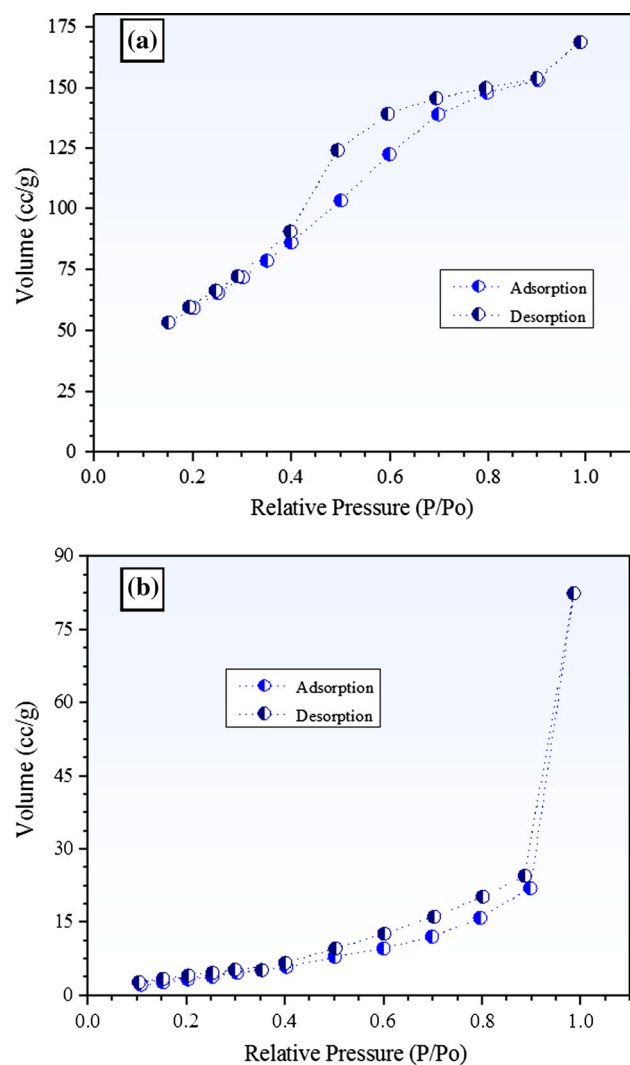 (a)
175
150
125
100
75
50
25
0
Volume (cc/g)
Adsorption
Desorption
0.0 0.2 0.4 0.6 0.8 1.0
Relative Pressure (P/Po)
(b)
90
75
60
45
30
15
0
Volume (cc/g)
Adsorption
Desorption
0.0 0.2 0.4 0.6 0.8 1.0
Relative Pressure (P/Po)